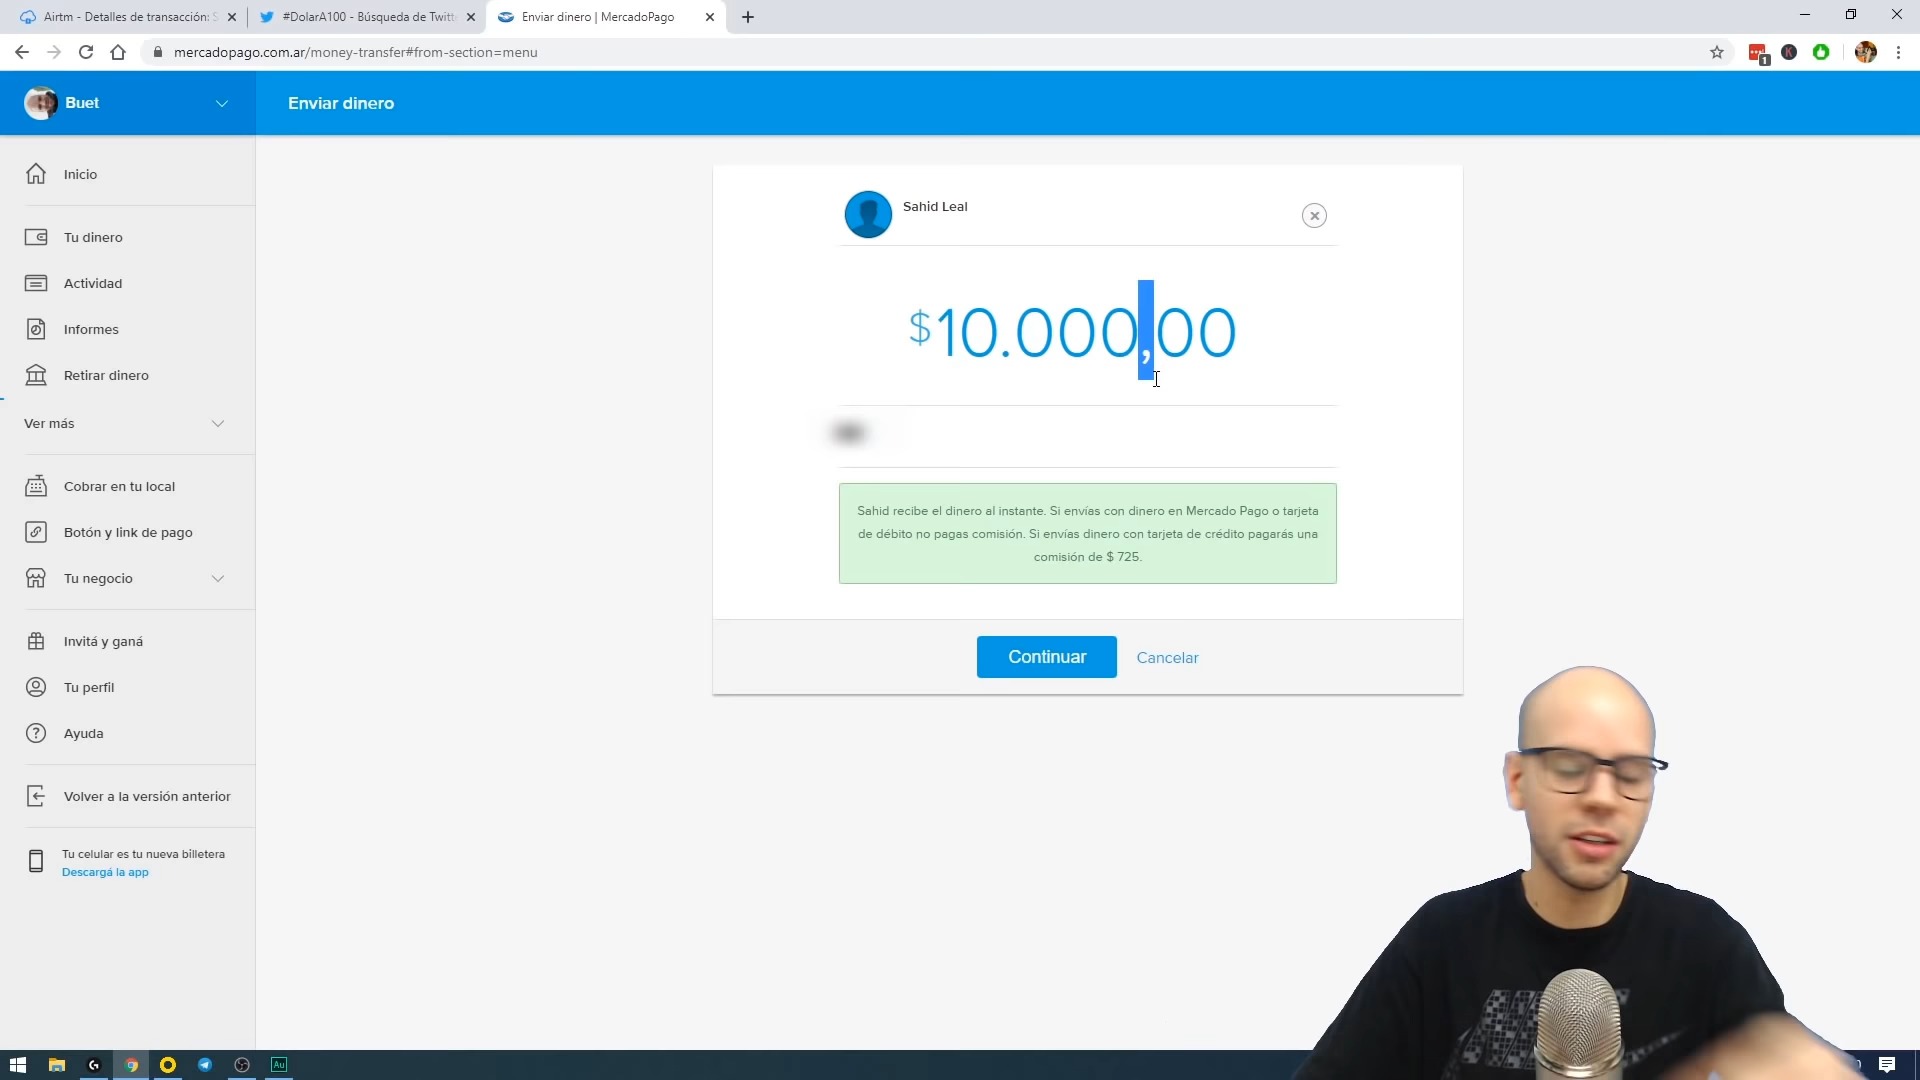 Airtm - Detalles de transacción: S
#DolarA100 - Búsqueda de Twitt
Enviar dinero | MercadoPago
mercadopago.com.ar/money-transfer#from-section=menu
1
K
Buet
Enviar dinero
Inicio
Tu dinero
Actividad
Informes
Retirar dinero
Ver más
Cobrar en tu local
Botón y link de pago
Tu negocio
Invitá y ganá
Tu perfil
Ayuda
Volver a la versión anterior
Tu celular es tu nueva billetera
Descargá la app
Sahid Leal
$10.000,00
Sahid recibe el dinero al instante. Si envías con dinero en Mercado Pago o tarjeta
de débito no pagas comisión. Si envías dinero con tarjeta de crédito pagarás una
comisión de $ 725.
Continuar
Cancelar
Au